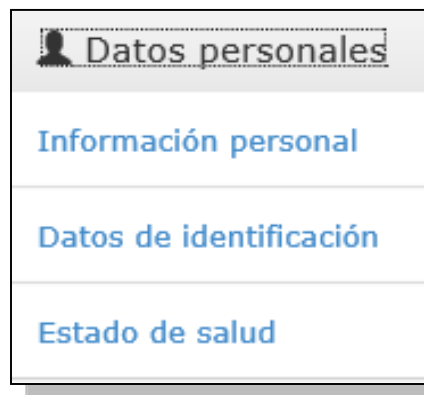 Datos personales
Información personal
Datos de identificación
Estado de salud